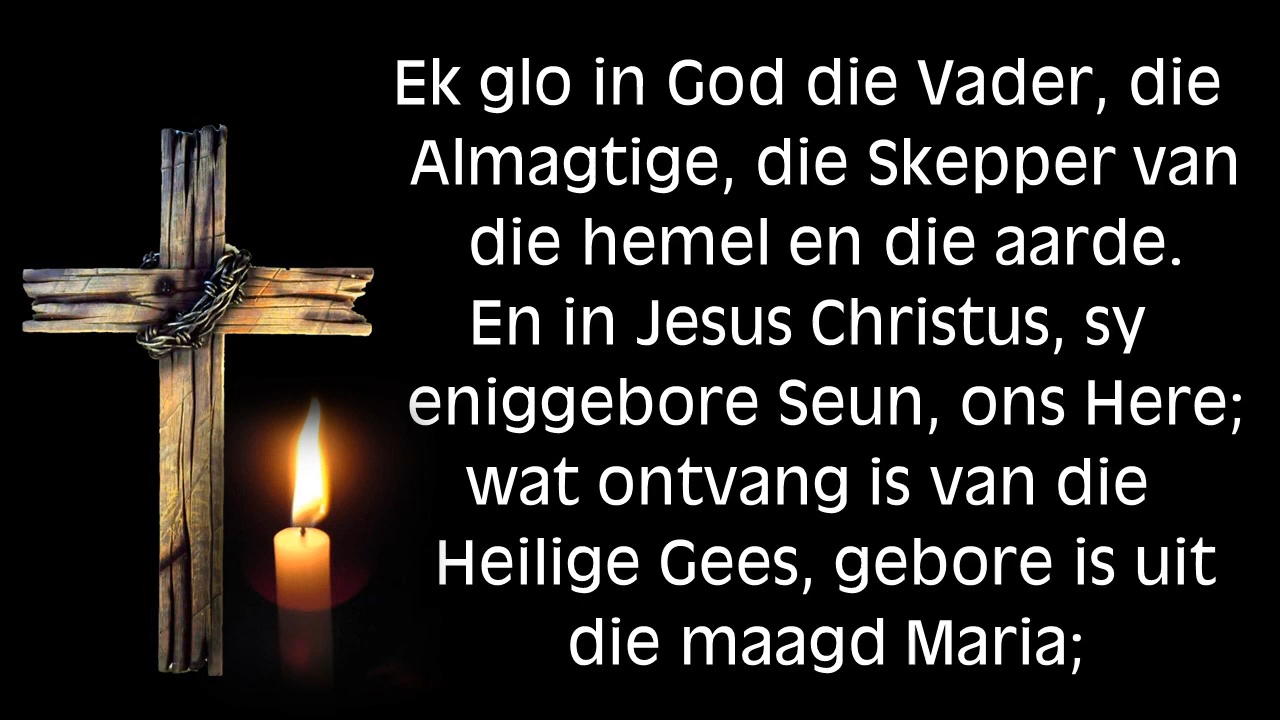 Ek glo in God die Vader, die
Almagtige, die Skepper van
die hemel en die aarde.
En in Jesus Christus, sy
eniggebore Seun, ons Here;
wat ontvang is van die
Heilige Gees, gebore is uit
die maagd Maria;